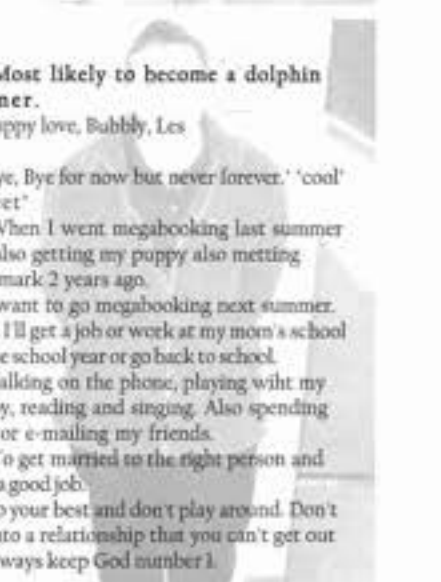 Most likely to become a dolphin
ner.
ppy love, Bubbly, Les
ye, Bye for now but never forever.' 'cool'
et"
When I went megabooking last summer
also getting my puppy also metting
mark 2 years ago.
want to go megabooking next summer.
I'll get a job or work at my mom's school
e school year or go back to school.
alking on the phone, playing wiht my
y, reading and singing. Also spending
or e-mailing my friends.
To get married to the right person and
a good job.
o your best and don't play around. Don't
nto a relationship that you can't get out
ways keep God number 1.